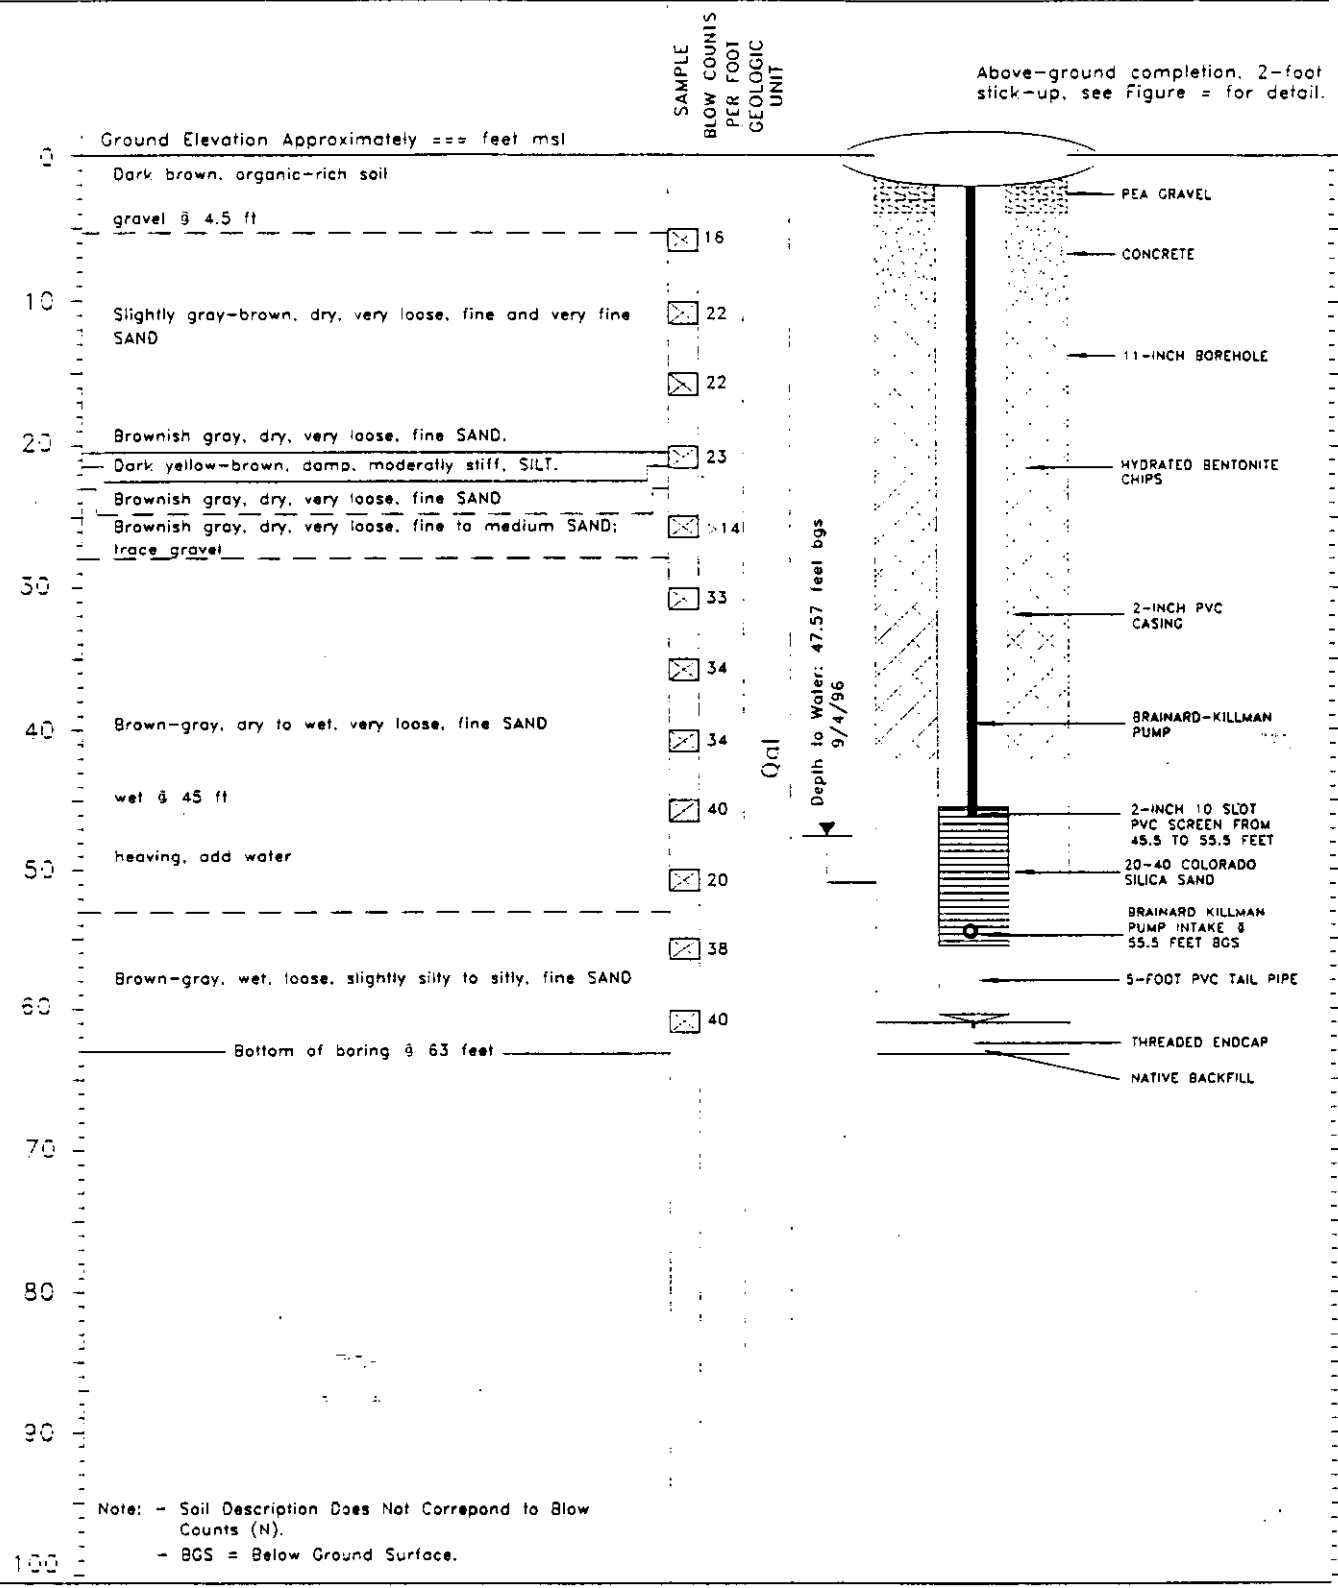 SAMPLE
BLOW COUNTS
PER FOOT
GEOLOGIC
UNIT
Above-ground completion, 2-foot
stick-up, see Figure = for detail.
Ground Elevation Approximately === feet msl
0
Dark brown, organic-rich soil
PEA GRAVEL
gravel @ 4.5 ft
16
CONCRETE
10
Slightly gray-brown, dry, very loose, fine and very fine
SAND
22
11-INCH BOREHOLE
22
20
Brownish gray, dry, very loose, fine SAND.
23
Dark yellow-brown, damp, moderatly stiff, SILT.
HYDRATED BENTONITE
CHIPS
Brownish gray, dry, very loose, fine SAND
Brownish gray, dry, very loose, fine to medium SAND;
trace gravel
>14
30
33
2-INCH PVC
CASING
34
Depth to Water: 47.57 feet bgs
9/4/96
40
Brown-gray, dry to wet, very loose, fine SAND
34
Qal
BRAINARD-KILLMAN
PUMP
wet @ 45 ft
40
2-INCH 10 SLOT
PVC SCREEN FROM
45.5 TO 55.5 FEET
heaving, add water
50
20
20-40 COLORADO
SILICA SAND
BRAINARD KILLMAN
PUMP INTAKE @
55.5 FEET BGS
38
Brown-gray, wet, loose, slightly silty to sitly, fine SAND
5-FOOT PVC TAIL PIPE
60
40
Bottom of boring @ 63 feet
THREADED ENDCAP
NATIVE BACKFILL
70
80
90
Note: - Soil Description Does Not Correpond to Blow
Counts (N).
- BGS = Below Ground Surface.
100